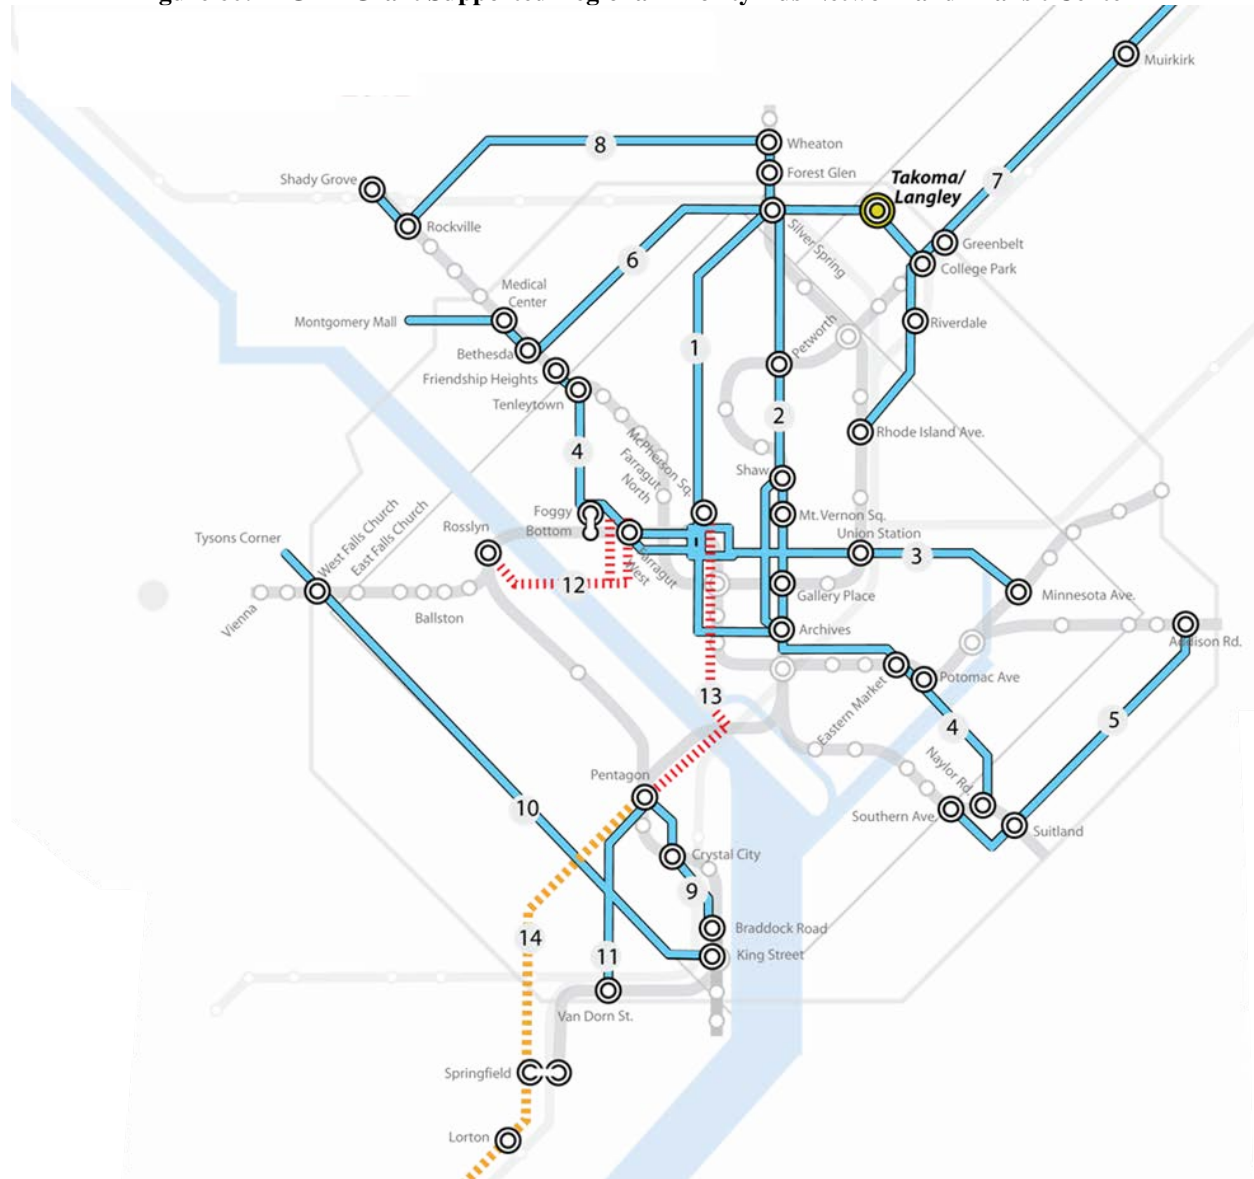 Muirkirk
8
Wheaton
Shady Grove
Forest Glen
Takoma/
Langley
7
Rockville
Silver Spring
Greenbelt
6
College Park
Medical
Center
Montgomery Mall
Petworth
Riverdale
1
Bethesda
Friendship Heights
Tenleytown
2
Rhode Island Ave.
4
McPherson Sq.
Farragut
North
Shaw
Foggy
Bottom
Mt. Vernon Sq.
Rosslyn
Union Station
Tysons Corner
West Falls Church
East Falls Church
3
Farragut
West
12
Gallery Place
Minnesota Ave.
Vienna
Ballston
Archives
Addison Rd.
13
Eastern Market
Potomac Ave
4
5
Naylor Rd.
Pentagon
10
Southern Ave.
Suitland
Crystal City
9
Braddock Road
14
11
King Street
Van Dorn St.
Springfield
Lorton